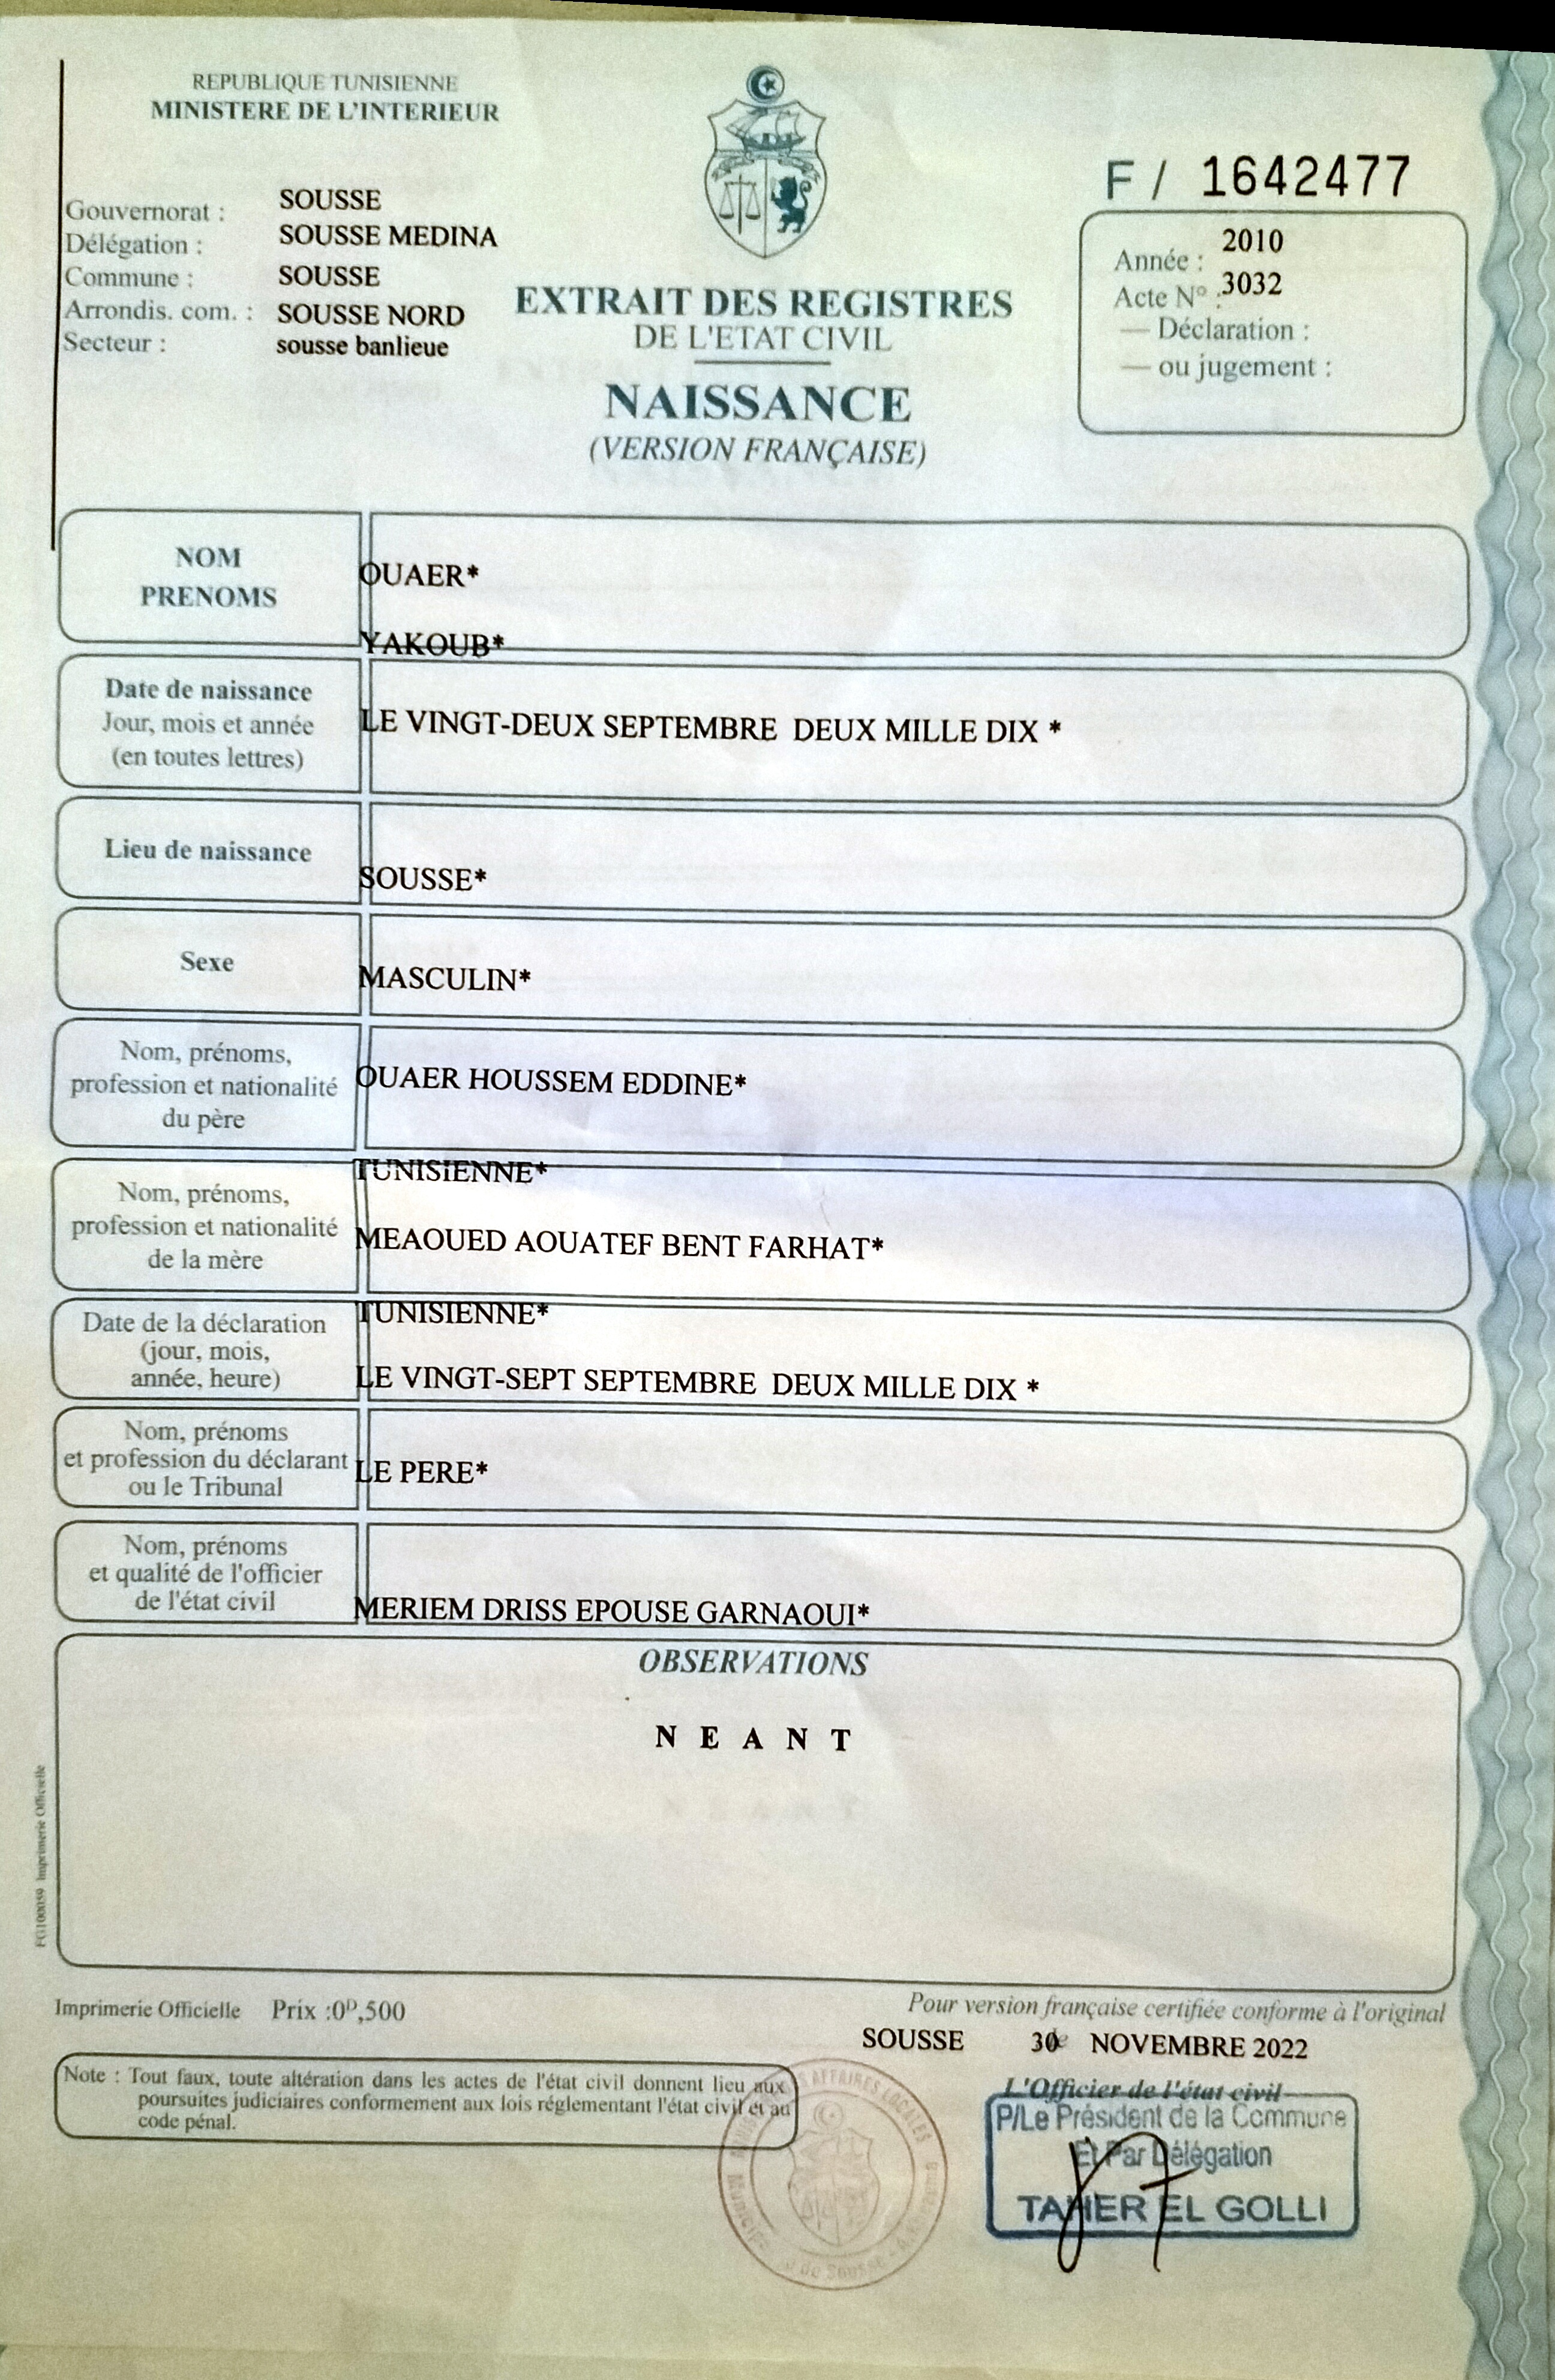 REPUBLIQUE TUNISIENNE
MINISTERE DE L'INTERIEUR
Gouvernorat : SOUSSE
Délégation : SOUSSE MEDINA
Commune : SOUSSE
Arrondis. com. : SOUSSE NORD
Secteur : sousse banlieue
EXTRAIT DES REGISTRES
DE L'ETAT CIVIL
NAISSANCE
(VERSION FRANÇAISE)
F / 1642477
Année : 2010
Acte Nº : 3032
— Déclaration :
— ou jugement :
NOM
PRENOMS
OUAER*
YAKOUB*
Date de naissance
Jour, mois et année
(en toutes lettres)
LE VINGT-DEUX SEPTEMBRE DEUX MILLE DIX *
Lieu de naissance
SOUSSE*
Sexe
MASCULIN*
Nom, prénoms,
profession et nationalité
du père
OUAER HOUSSEM EDDINE*
TUNISIENNE*
Nom, prénoms,
profession et nationalité
de la mère
MEAOUED AOUATEF BENT FARHAT*
TUNISIENNE*
Date de la déclaration
(jour, mois,
année, heure)
LE VINGT-SEPT SEPTEMBRE DEUX MILLE DIX *
Nom, prénoms
et profession du déclarant
ou le Tribunal
LE PERE*
Nom, prénoms
et qualité de l'officier
de l'état civil
MERIEM DRISS EPOUSE GARNAOUI*
OBSERVATIONS
N E A N T
FG100059 Imprimerie Officielle
Imprimerie Officielle Prix :0ᴰ,500
Pour version française certifiée conforme à l'original
SOUSSE le 30 NOVEMBRE 2022
Note : Tout faux, toute altération dans les actes de l'état civil donnent lieu aux
poursuites judiciaires conformement aux lois réglementant l'état civil et au
code pénal.
L'Officier de l'état civil
P/Le Président de la Commune
Et Par Délégation
TAHER EL GOLLI
AFFAIRES LOCALES
de Sousse